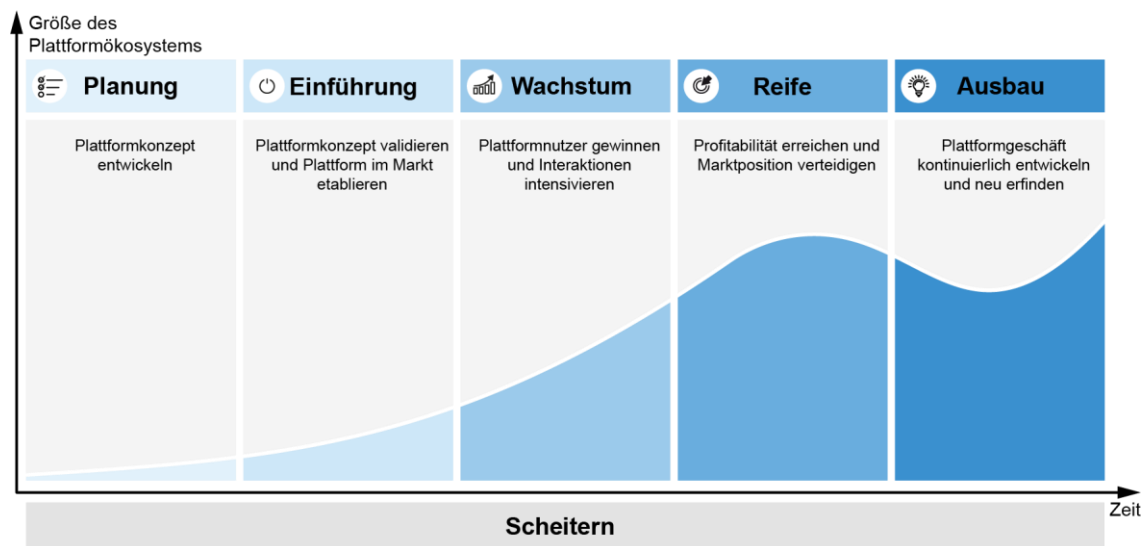 Größe des
Plattformökosystems
Planung
Einführung
Wachstum
Reife
Ausbau
Plattformkonzept
entwickeln
Plattformkonzept validieren
und Plattform im Markt
etablieren
Plattformnutzer gewinnen
und Interaktionen
intensivieren
Profitabilität erreichen und
Marktposition verteidigen
Plattformgeschäft
kontinuierlich entwickeln
und neu erfinden
Zeit
Scheitern